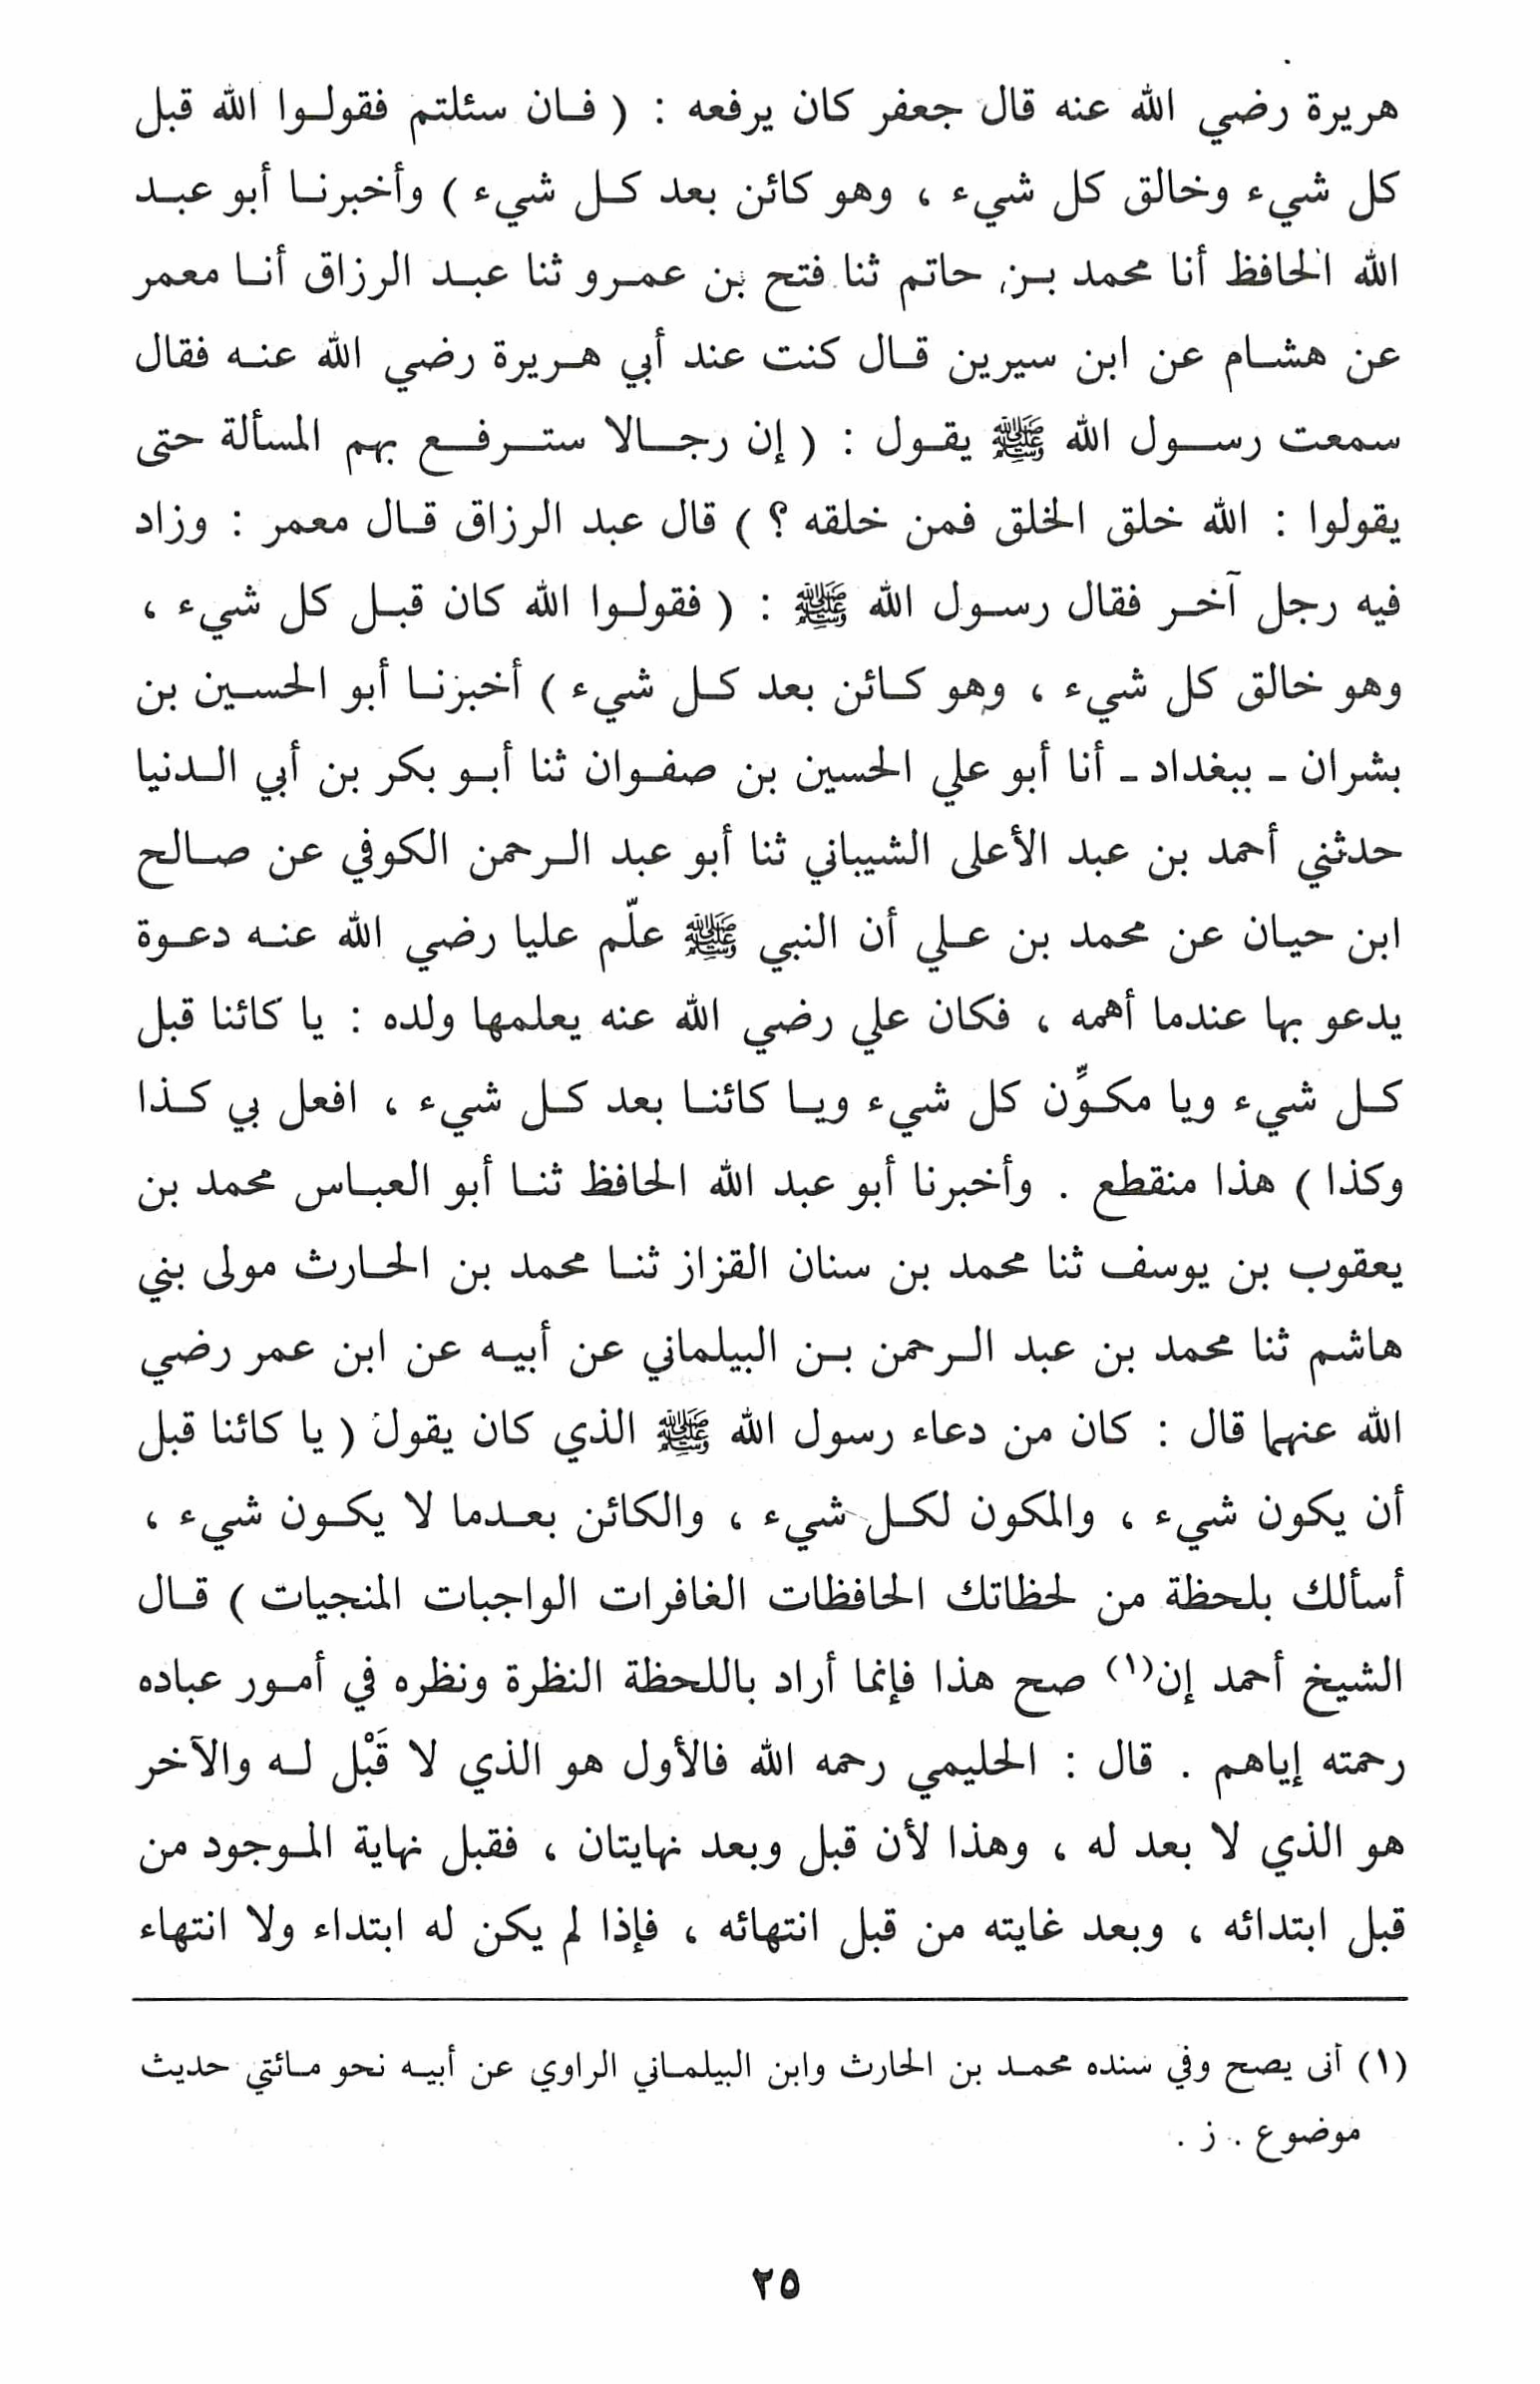 هريرة رضي الله عنه قال جعفر كان يرفعه : ( فان سئلتم فقولوا الله قبل
كل شيء وخالق كل شيء ، وهو كائن بعد كل شيء ) وأخبرنا أبو عبد
الله الحافظ أنا محمد بن حاتم ثنا فتح بن عمرو ثنا عبد الرزاق أنا معمر
عن هشام عن ابن سيرين قال كنت عند أبي هريرة رضي الله عنه فقال
سمعت رسول الله ﷺ يقول : ( إن رجالا سترفع بهم المسألة حتى
يقولوا : الله خلق الخلق فمن خلقه ؟ ) قال عبد الرزاق قال معمر : وزاد
فيه رجل آخر فقال رسول الله ﷺ : ( فقولوا الله كان قبل كل شيء ،
وهو خالق كل شيء ، وهو كائن بعد كل شيء ) أخبرنا أبو الحسين بن
بشران ـ ببغداد ـ أنا أبو علي الحسين بن صفوان ثنا أبو بكر بن أبي الدنيا
حدثني أحمد بن عبد الأعلى الشيباني ثنا أبو عبد الرحمن الكوفي عن صالح
ابن حيان عن محمد بن علي أن النبي ﷺ علّم عليا رضي الله عنه دعوة
يدعو بها عندما أهمه ، فكان علي رضي الله عنه يعلمها ولده : يا كائنا قبل
كل شيء ويا مكوِّن كل شيء ويا كائنا بعد كل شيء ، افعل بي كذا
وكذا ) هذا منقطع . وأخبرنا أبو عبد الله الحافظ ثنا أبو العباس محمد بن
يعقوب بن يوسف ثنا محمد بن سنان القزاز ثنا محمد بن الحارث مولى بني
هاشم ثنا محمد بن عبد الرحمن بن البيلماني عن أبيه عن ابن عمر رضي
الله عنهما قال : كان من دعاء رسول الله ﷺ الذي كان يقول ( يا كائنا قبل
أن يكون شيء ، والمكون لكل شيء ، والكائن بعدما لا يكون شيء ،
أسألك بلحظة من لحظاتك الحافظات الغافرات الواجبات المنجيات ) قال
الشيخ أحمد إن(١) صح هذا فإنما أراد باللحظة النظرة ونظره في أمور عباده
رحمته إياهم . قال : الحليمي رحمه الله فالأول هو الذي لا قَبْل له والآخر
هو الذي لا بعد له ، وهذا لأن قبل وبعد نهايتان ، فقبل نهاية الموجود من
قبل ابتدائه ، وبعد غايته من قبل انتهائه ، فإذا لم يكن له ابتداء ولا انتهاء
(١) أنى يصح وفي سنده محمد بن الحارث وابن البيلماني الراوي عن أبيه نحو مائتي حديث
موضوع . ز .
٢٥